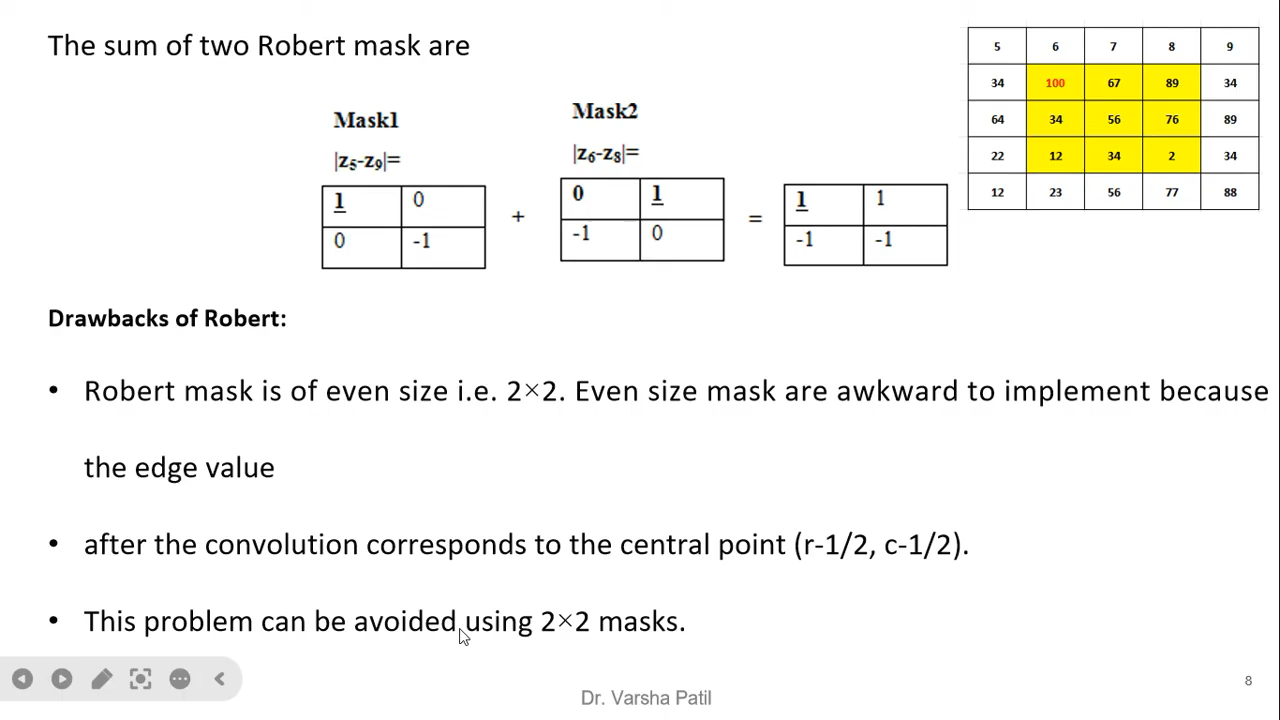 The sum of two Robert mask are
5 6 7 8 9
34 100 67 89 34
64 34 56 76 89
22 12 34 2 34
12 23 56 77 88
Mask1
|z5-z9|=
1 0
0 -1
+
Mask2
|z6-z8|=
0 1
-1 0
=
1 1
-1 -1
Drawbacks of Robert:
• Robert mask is of even size i.e. 2×2. Even size mask are awkward to implement because
the edge value
• after the convolution corresponds to the central point (r-1/2, c-1/2).
• This problem can be avoided using 2×2 masks.
8
Dr. Varsha Patil